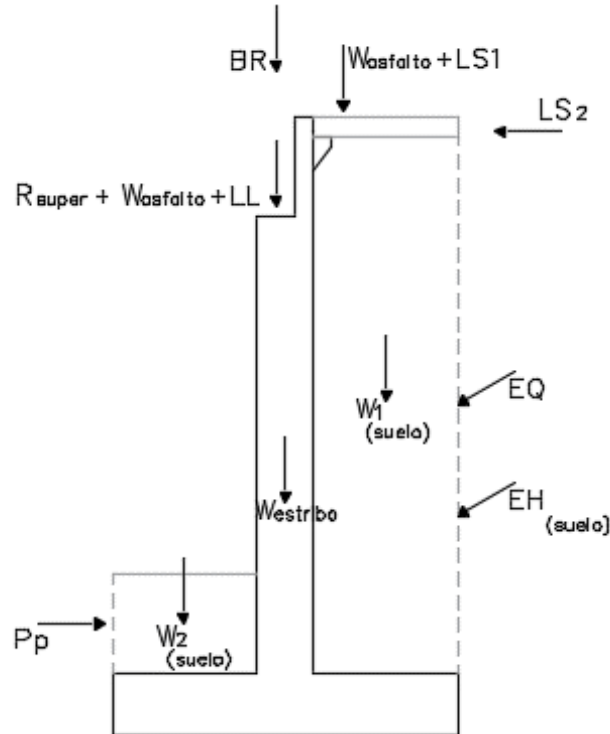 BR
Wasfalto + LS1
LS2
Rsuper + Wasfalto + LL
W1
(suelo)
EQ
Westribo
EH
(suelo)
Pp
W2
(suelo)